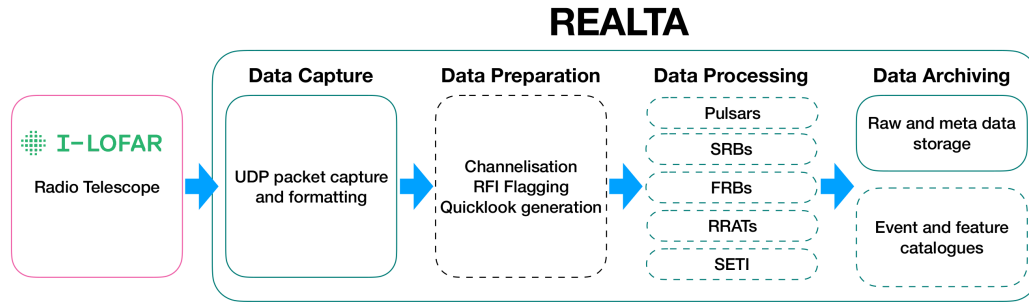 REALTA
Data Capture
Data Preparation
Data Processing
Data Archiving
I-LOFAR
Radio Telescope
UDP packet capture
and formatting
Channelisation
RFI Flagging
Quicklook generation
Pulsars
SRBs
FRBs
RRATs
SETI
Raw and meta data
storage
Event and feature
catalogues